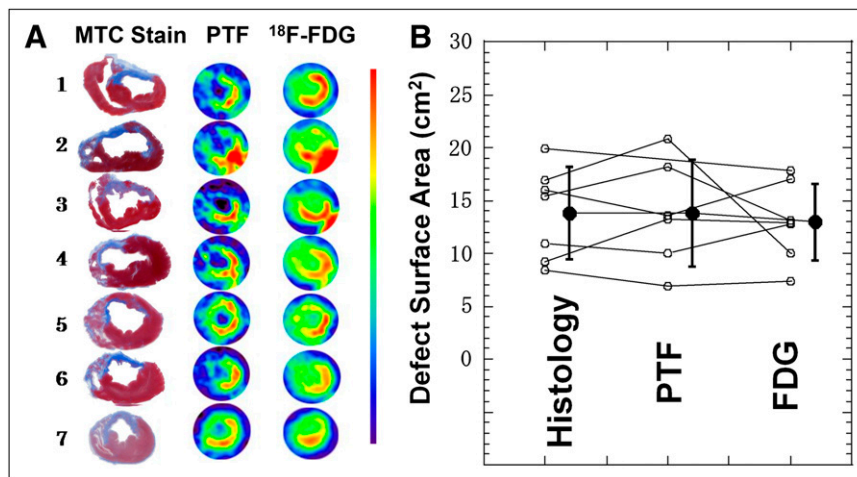 A MTC Stain PTF ¹⁸F-FDG
1
2
3
4
5
6
7
B
Defect Surface Area (cm²)
30
25
20
15
10
5
0
Histology
PTF
FDG